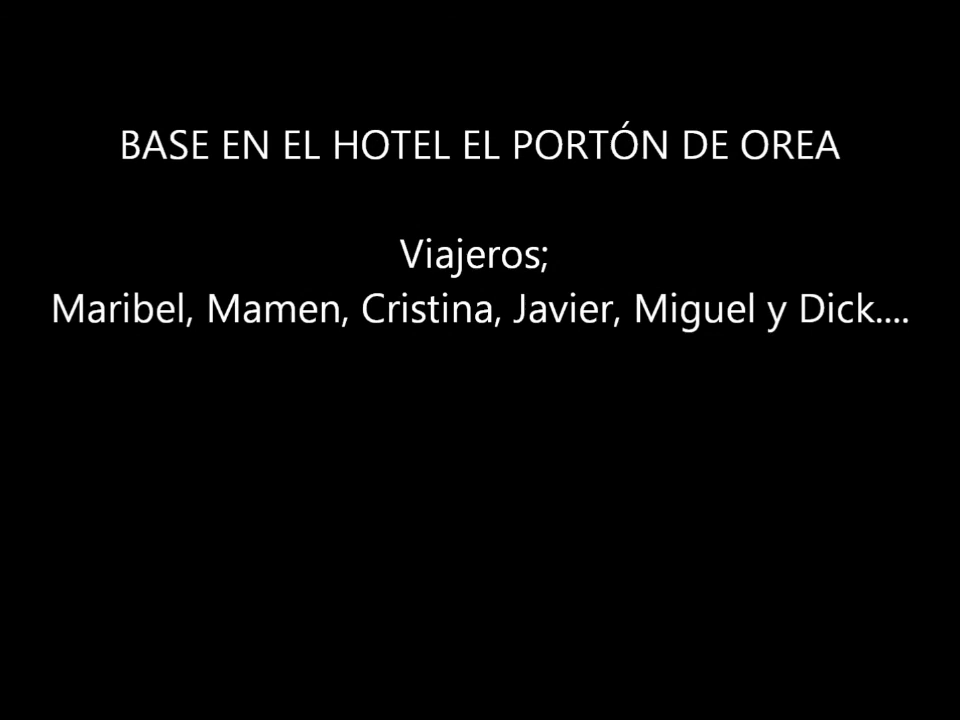 BASE EN EL HOTEL EL PORTÓN DE OREA
Viajeros;
Maribel, Mamen, Cristina, Javier, Miguel y Dick....